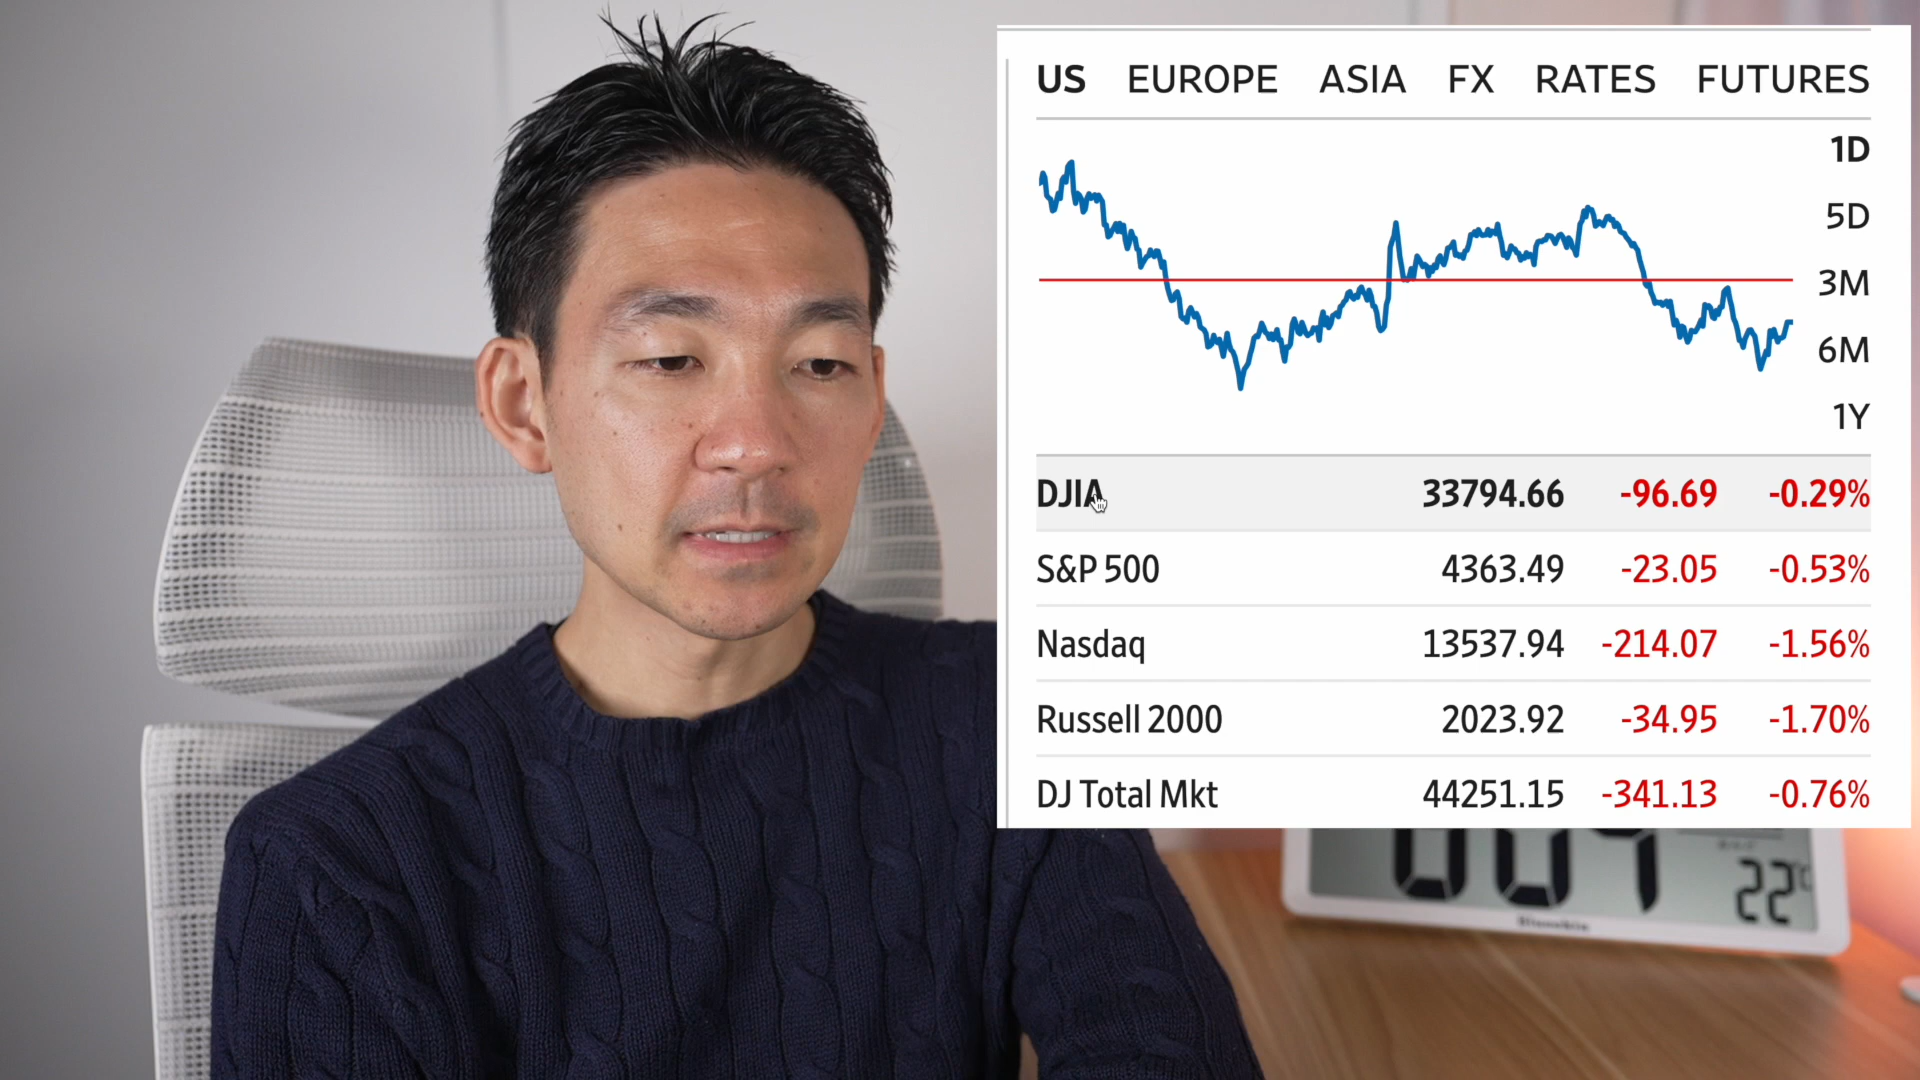 US EUROPE ASIA FX RATES FUTURES
1D
5D
3M
6M
1Y
DJIA 33794.66 -96.69 -0.29%
S&P 500 4363.49 -23.05 -0.53%
Nasdaq 13537.94 -214.07 -1.56%
Russell 2000 2023.92 -34.95 -1.70%
DJ Total Mkt 44251.15 -341.13 -0.76%
22°C